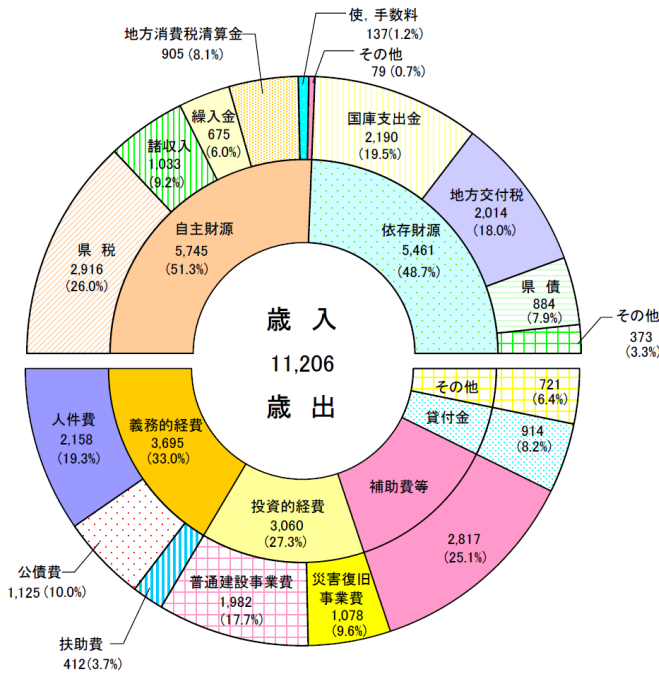 使，手数料
137(1.2%)
地方消費税清算金
905 (8.1%)
その他
79 (0.7%)
繰入金
675
(6.0%)
国庫支出金
2,190
(19.5%)
諸収入
1,033
(9.2%)
地方交付税
2,014
(18.0%)
自主財源
5,745
(51.3%)
依存財源
5,461
(48.7%)
県 税
2,916
(26.0%)
県 債
884
(7.9%)
その他
373
(3.3%)
歳 入
11,206
歳 出
その他
721
(6.4%)
人件費
2,158
(19.3%)
義務的経費
3,695
(33.0%)
貸付金
914
(8.2%)
補助費等
2,817
(25.1%)
投資的経費
3,060
(27.3%)
公債費
1,125 (10.0%)
普通建設事業費
1,982
(17.7%)
災害復旧
事業費
1,078
(9.6%)
扶助費
412(3.7%)